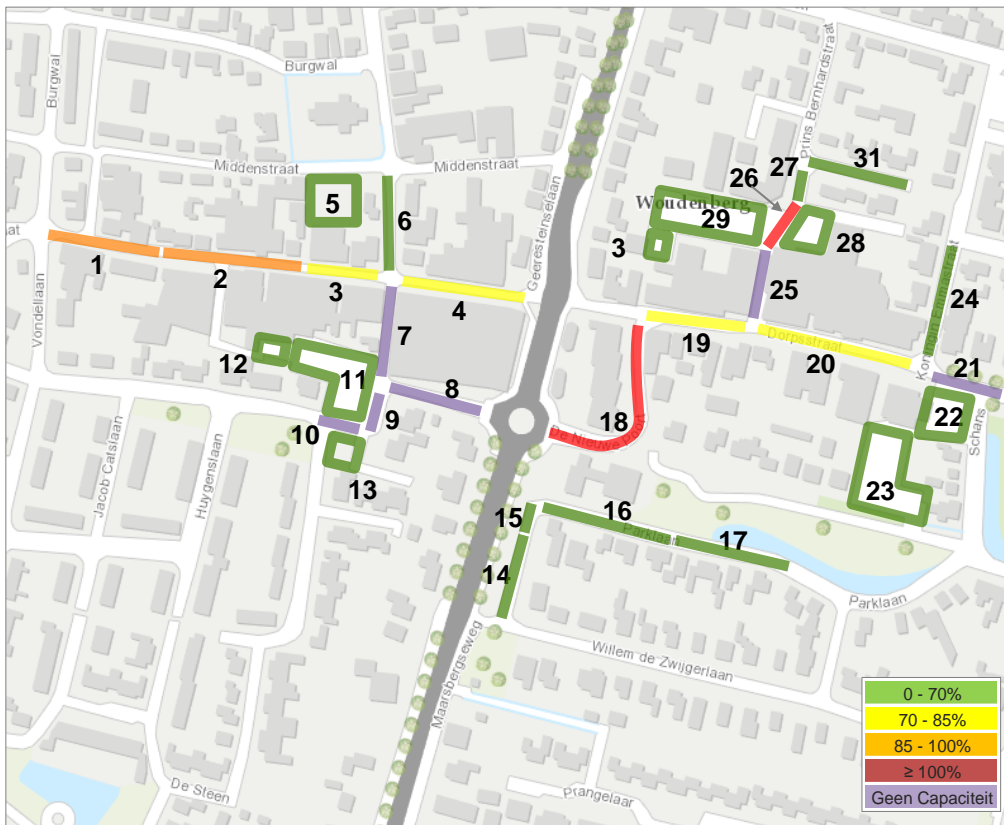 Burgwal
Burgwal
Prins Bernhardstraat
Middenstraat
Middenstraat
27
31
26
5
6
Woudenberg
29
28
aat
Geeresteinselaan
3
1
2
3
4
25
24
Vondellaan
7
19
Dorpsstraat
20
21
12
11
8
22
Schans
10
9
18
De Nieuwe Poort
13
23
Jacob Catslaan
Huygenslaan
15
16
Parklaan
17
14
Parklaan
Willem de Zwijgerlaan
Maarsbergseweg
De Steen
Prangelaar
0 - 70%
70 - 85%
85 - 100%
≥ 100%
Geen Capaciteit